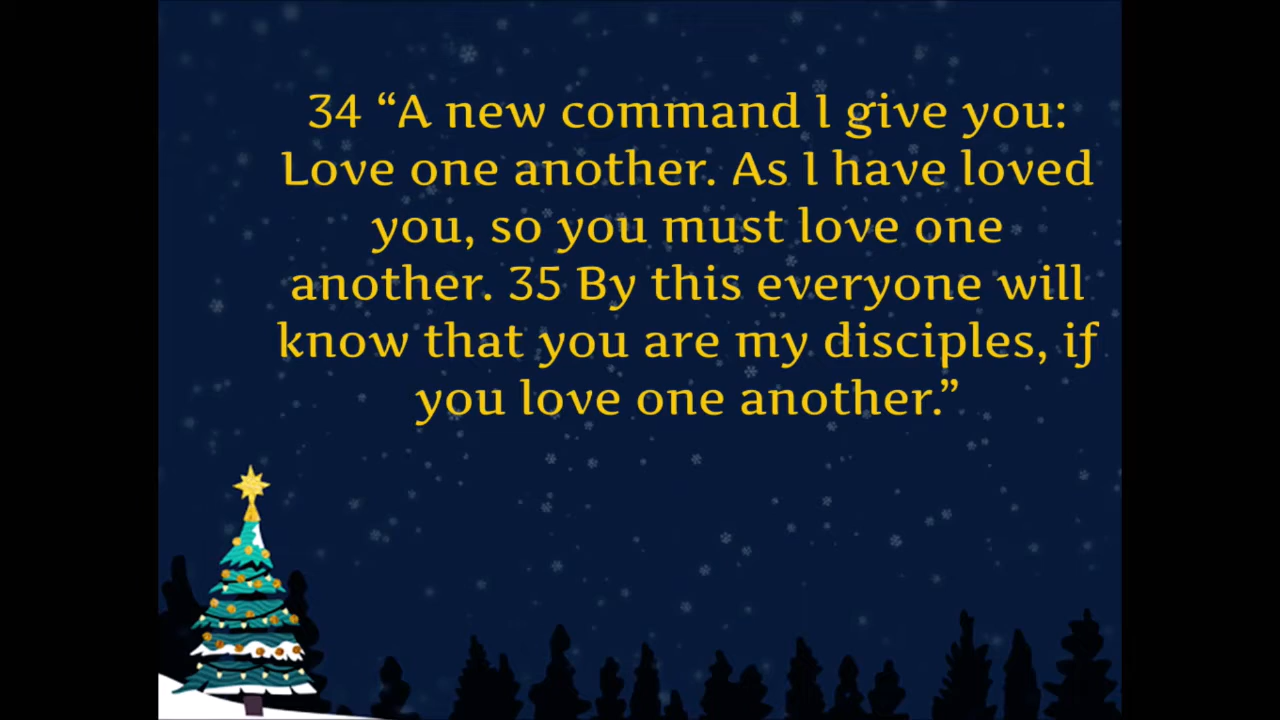 34 “A new command I give you:
Love one another. As I have loved
you, so you must love one
another. 35 By this everyone will
know that you are my disciples, if
you love one another.”